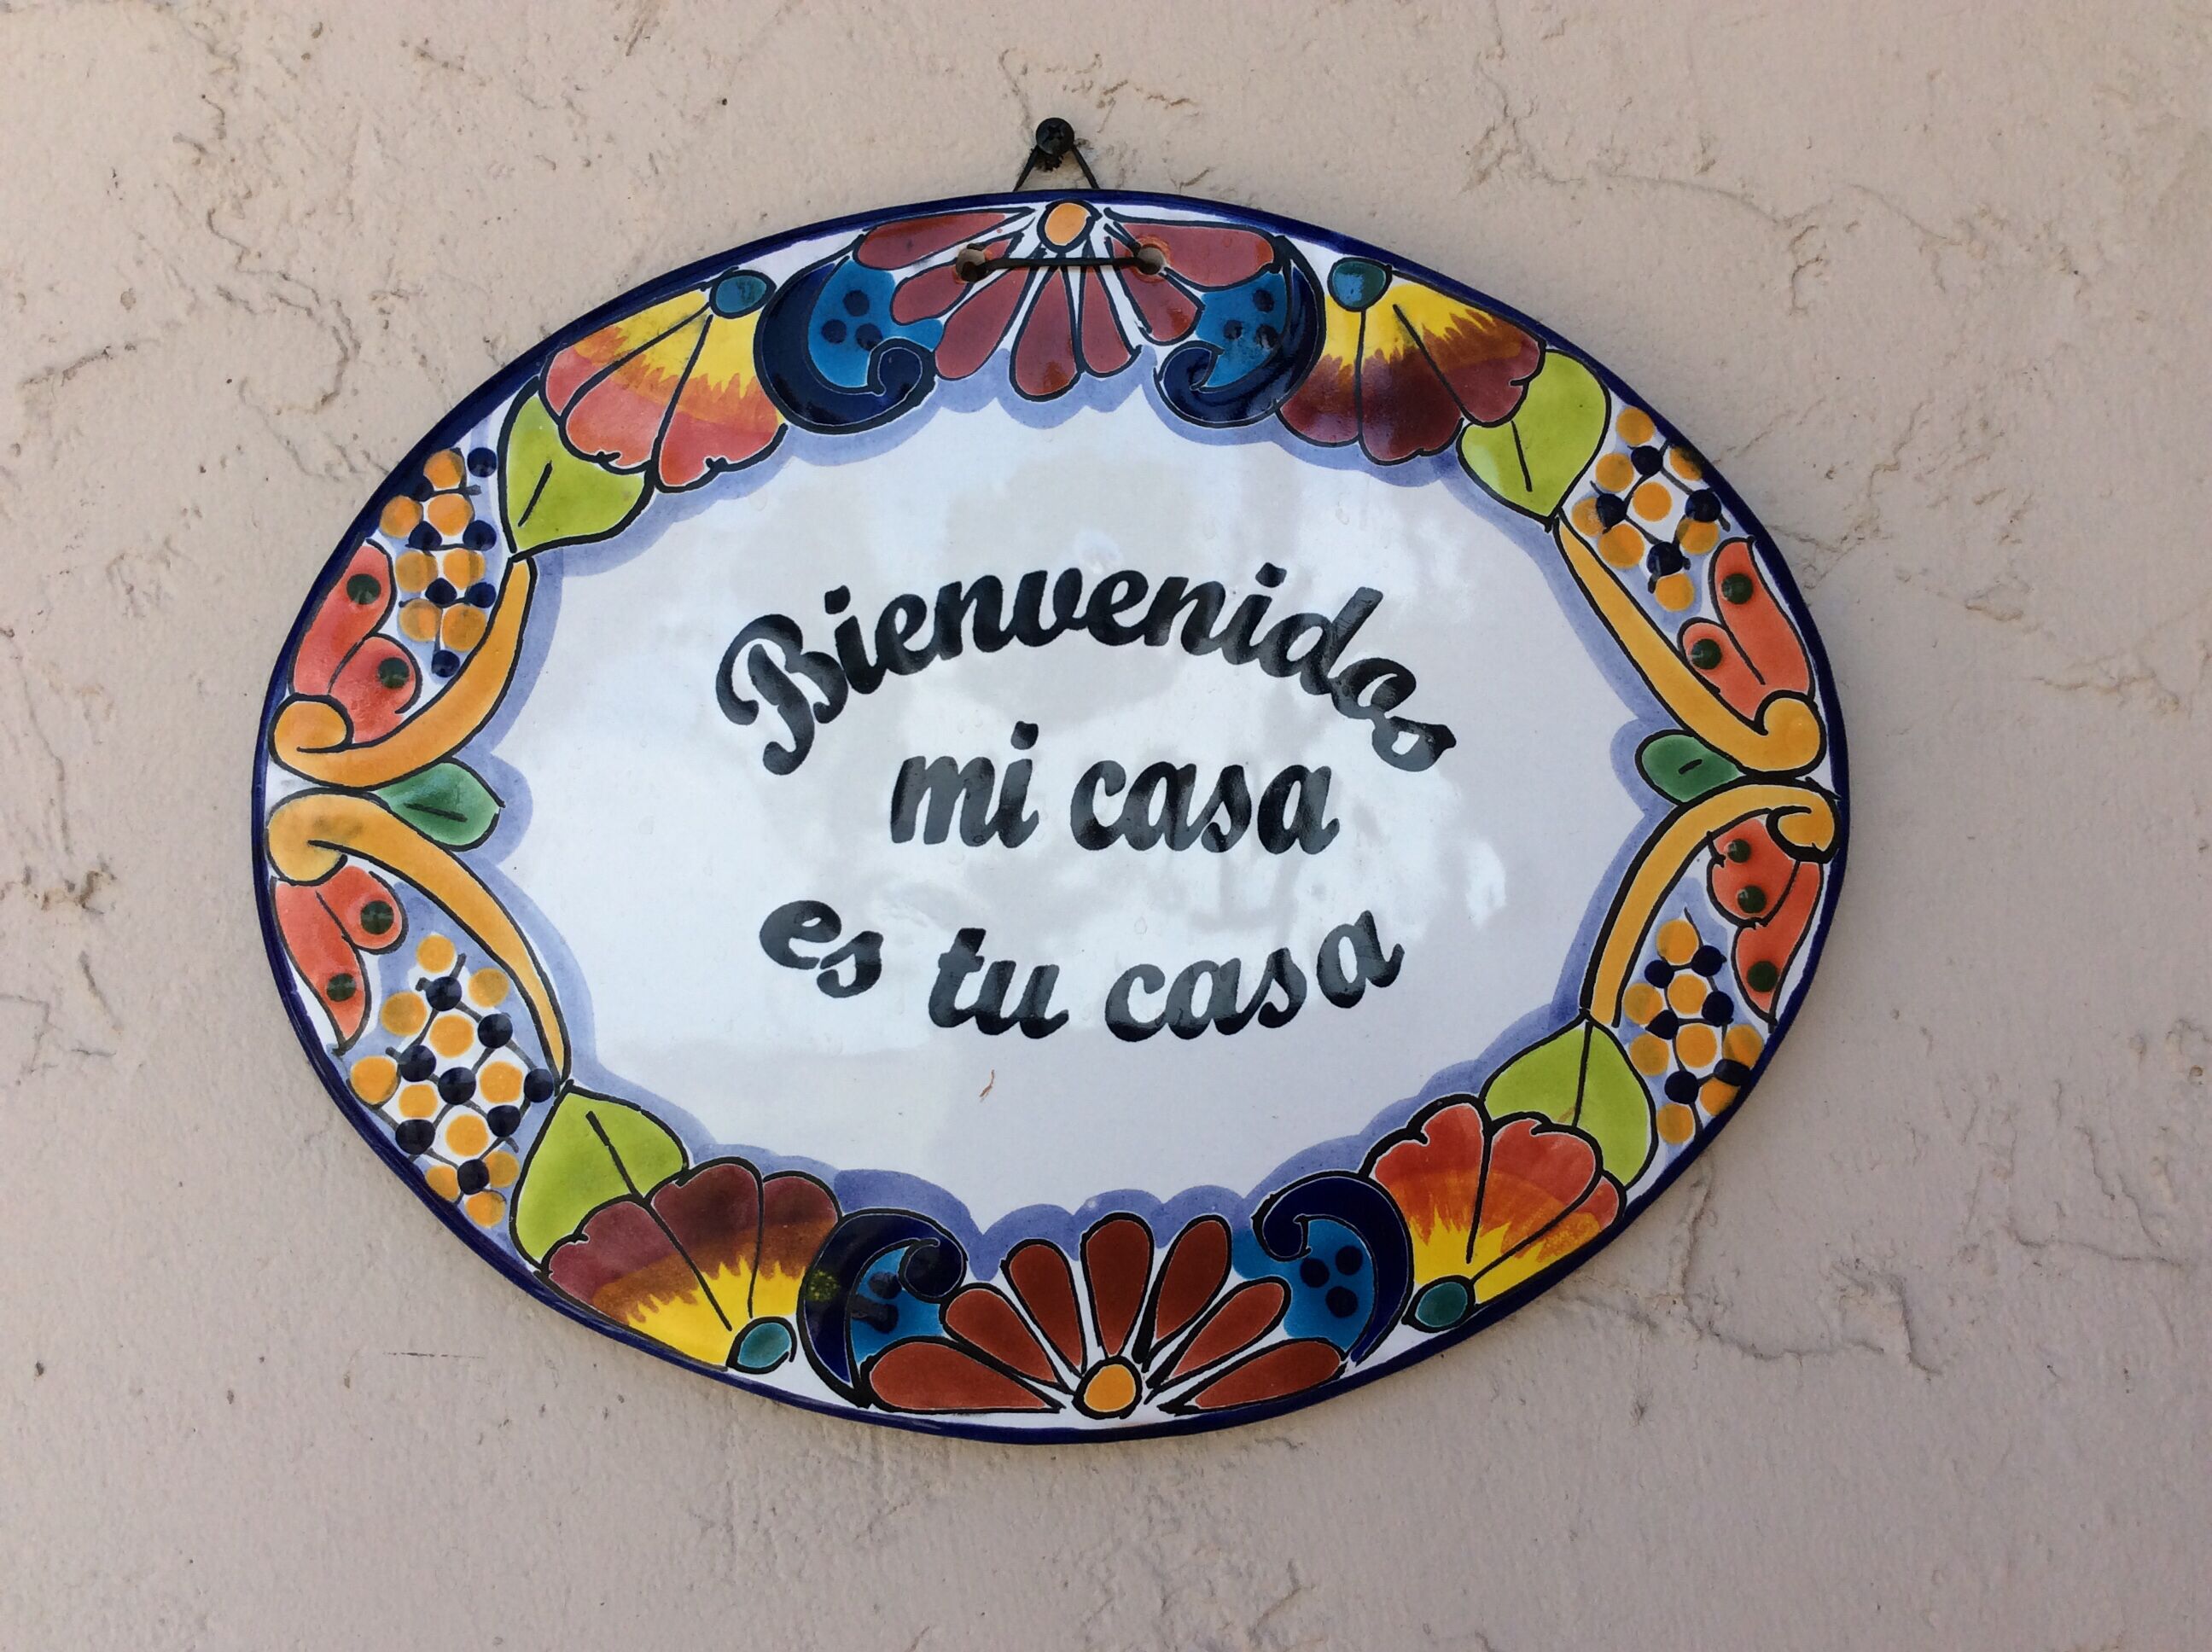 Bienvenidos
mi casa
es tu casa